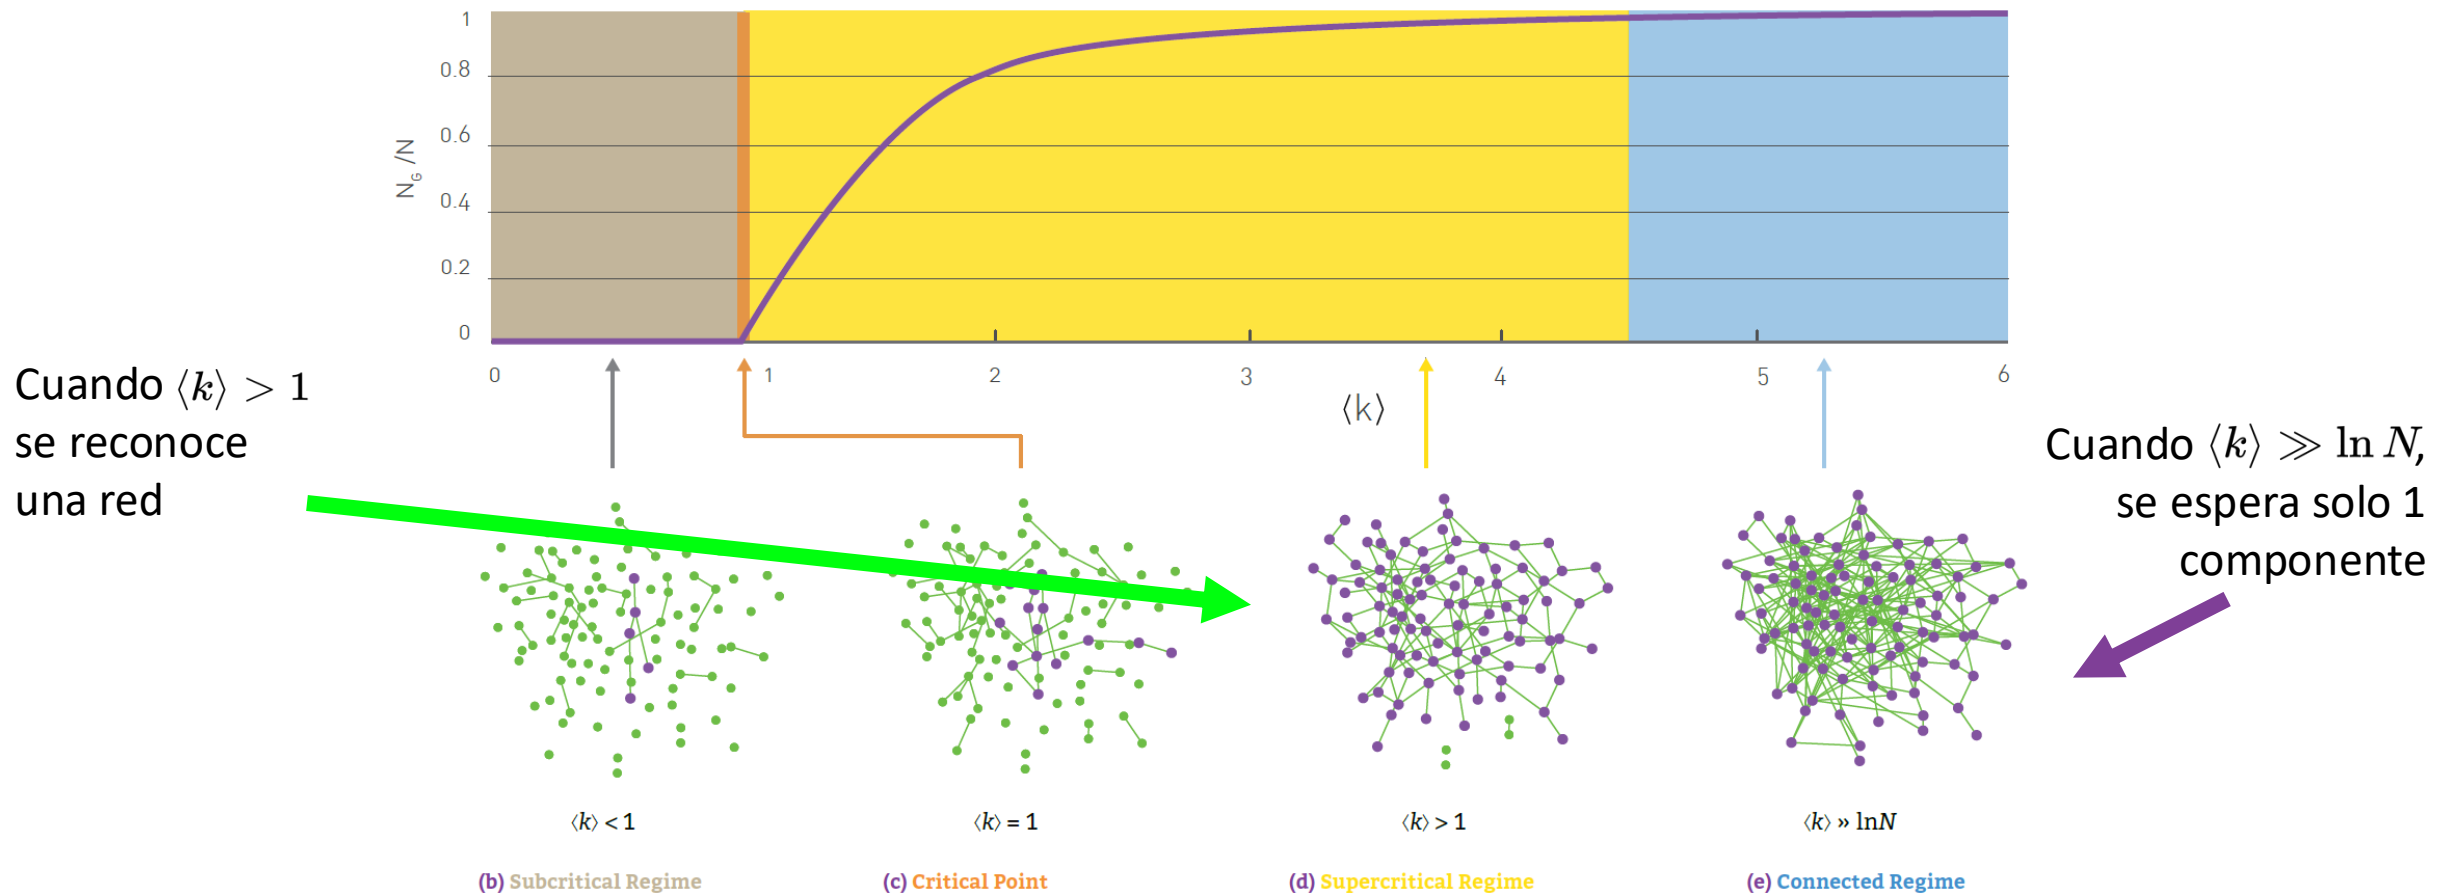 1
0.8
0.6
0.4
0.2
0
N_G /N
0 1 2 3 4 5 6
⟨k⟩
Cuando ⟨k⟩ > 1
se reconoce
una red
Cuando ⟨k⟩ ≫ ln N,
se espera solo 1
componente
⟨k⟩ < 1
⟨k⟩ = 1
⟨k⟩ > 1
⟨k⟩ » lnN
(b) Subcritical Regime
(c) Critical Point
(d) Supercritical Regime
(e) Connected Regime